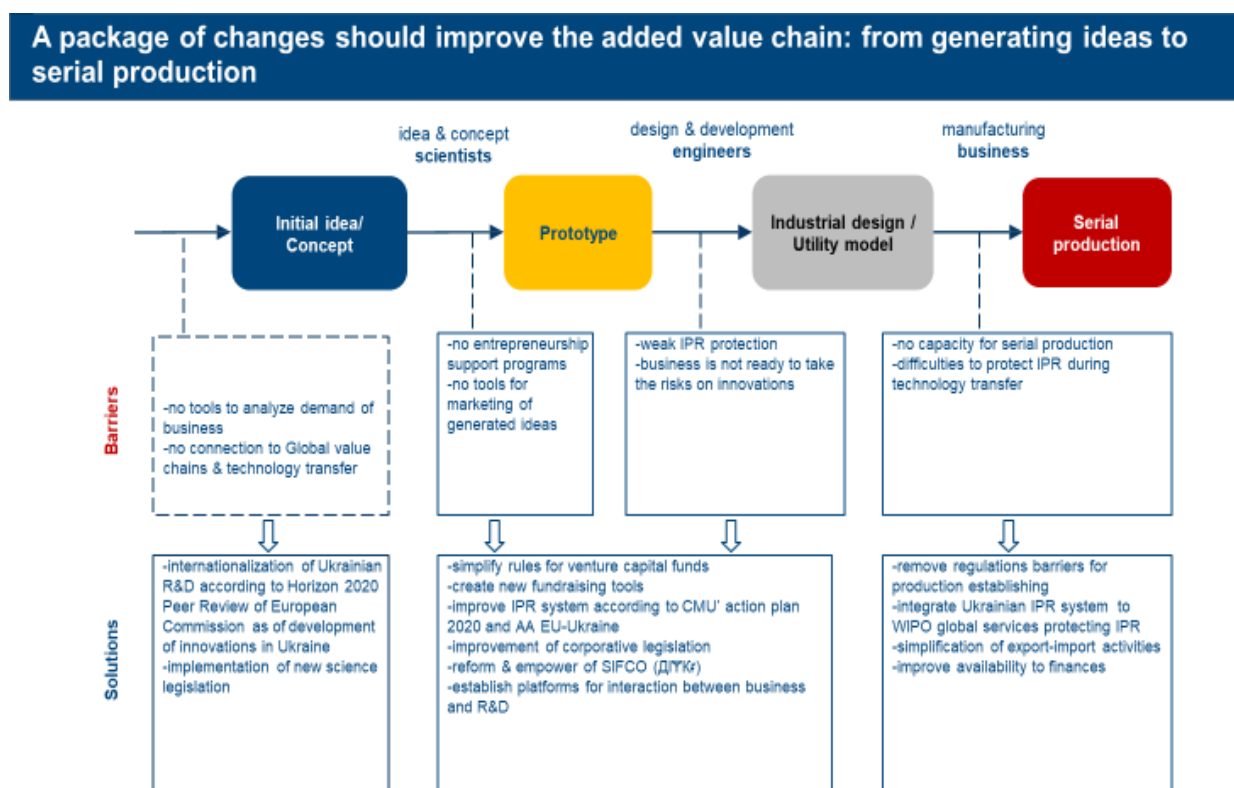 A package of changes should improve the added value chain: from generating ideas to
serial production
idea & concept
scientists
design & development
engineers
manufacturing
business
Initial idea/
Concept
Prototype
Industrial design /
Utility model
Serial
production
Barriers
-no tools to analyze demand of
business
-no connection to Global value
chains & technology transfer
-no entrepreneurship
support programs
-no tools for
marketing of
generated ideas
-weak IPR protection
-business is not ready to take
the risks on innovations
-no capacity for serial production
-difficulties to protect IPR during
technology transfer
Solutions
-internationalization of Ukrainian
R&D according to Horizon 2020
Peer Review of European
Commission as of development
of innovations in Ukraine
-implementation of new science
legislation
-simplify rules for venture capital funds
-create new fundraising tools
-improve IPR system according to CMU' action plan
2020 and AA EU-Ukraine
-improvement of corporative legislation
-reform & empower of SIFCO
-establish platforms for interaction between business
and R&D
-remove regulations barriers for
production establishing
-integrate Ukrainian IPR system to
WIPO global services protecting IPR
-simplification of export-import activities
-improve availability to finances